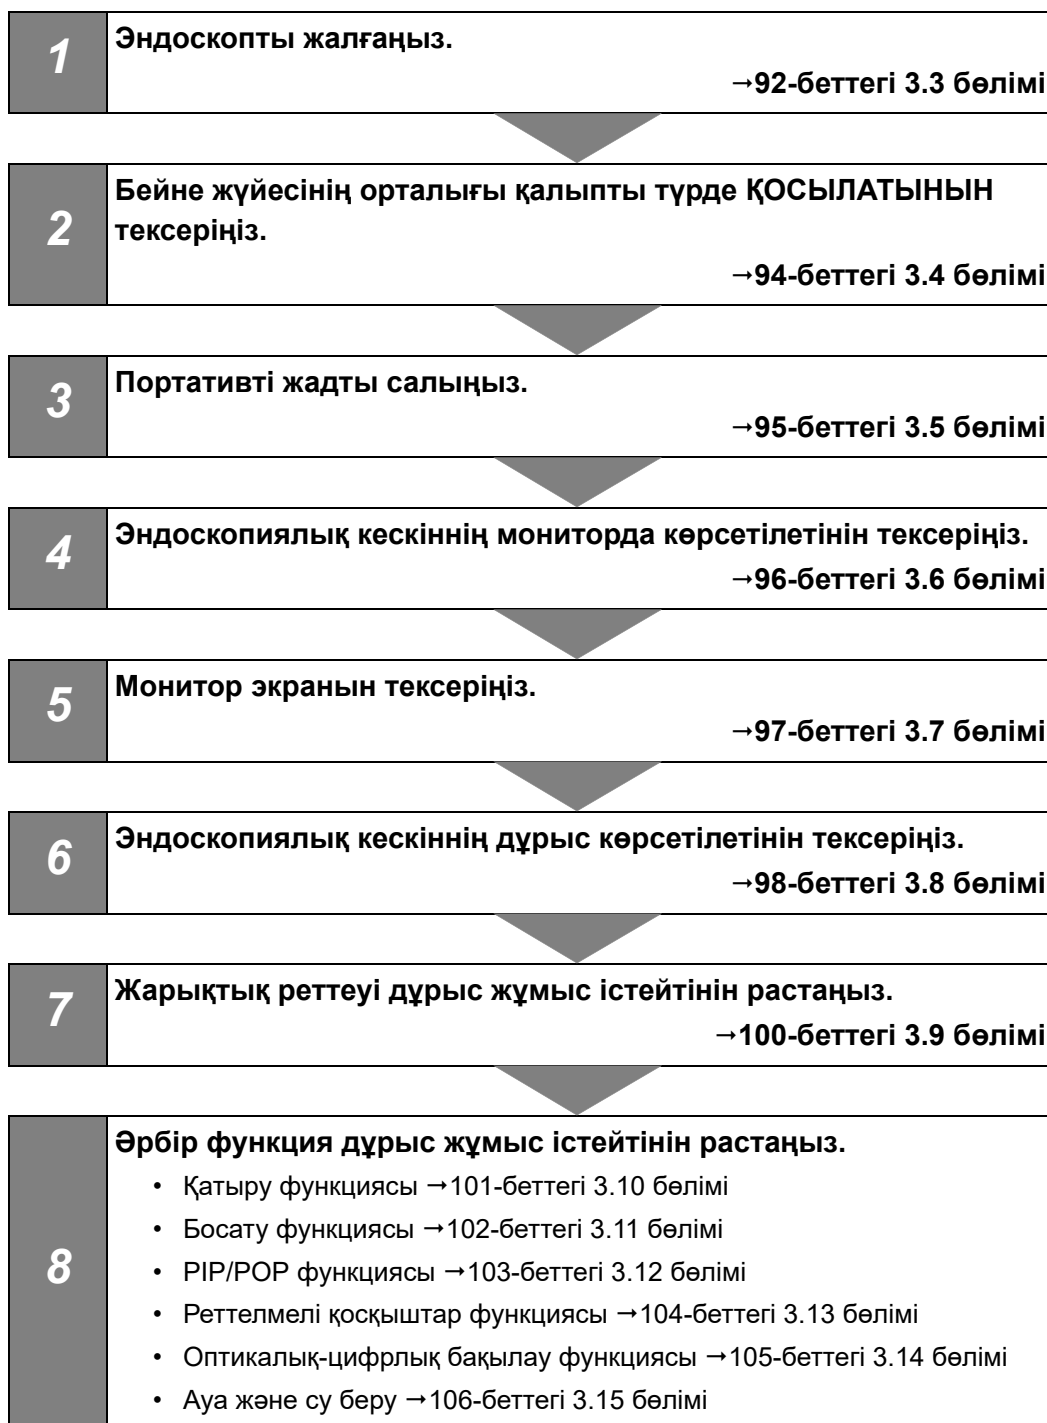 1
Эндоскопты жалғаңыз.
→92-беттегі 3.3 бөлімі
2
Бейне жүйесінің орталығы қалыпты түрде ҚОСЫЛАТЫНЫН
тексеріңіз.
→94-беттегі 3.4 бөлімі
3
Портативті жадты салыңыз.
→95-беттегі 3.5 бөлімі
4
Эндоскопиялық кескіннің мониторда көрсетілетінін тексеріңіз.
→96-беттегі 3.6 бөлімі
5
Монитор экранын тексеріңіз.
→97-беттегі 3.7 бөлімі
6
Эндоскопиялық кескіннің дұрыс көрсетілетінін тексеріңіз.
→98-беттегі 3.8 бөлімі
7
Жарықтық реттеуі дұрыс жұмыс істейтінін растаңыз.
→100-беттегі 3.9 бөлімі
8
Әрбір функция дұрыс жұмыс істейтінін растаңыз.
• Қатыру функциясы →101-беттегі 3.10 бөлімі
• Босату функциясы →102-беттегі 3.11 бөлімі
• PIP/POP функциясы →103-беттегі 3.12 бөлімі
• Реттелмелі қосқыштар функциясы →104-беттегі 3.13 бөлімі
• Оптикалық-цифрлық бақылау функциясы →105-беттегі 3.14 бөлімі
• Ауа және су беру →106-беттегі 3.15 бөлімі